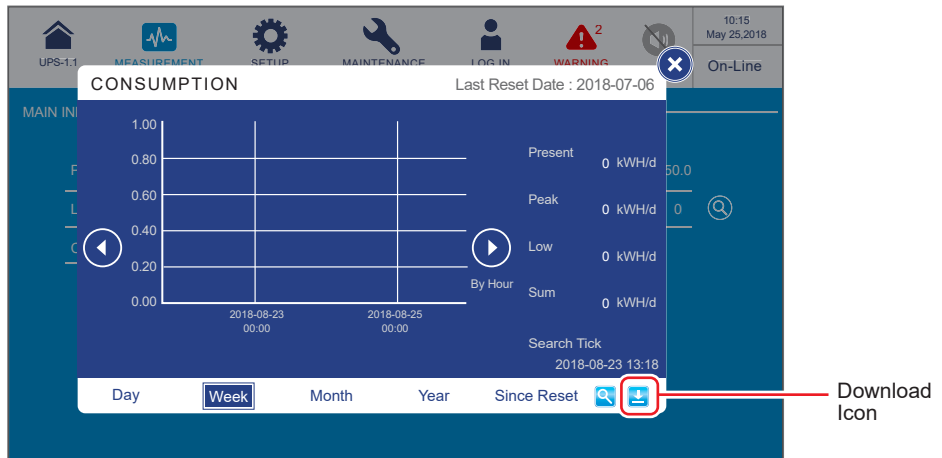 10:15
May 25,2018
UPS-1.1
MEASUREMENT
SETUP
MAINTENANCE
LOG IN
2
WARNING
On-Line
CONSUMPTION
Last Reset Date : 2018-07-06
MAIN IN
1.00
0.80
0.60
0.40
0.20
0.00
2018-08-23
00:00
2018-08-25
00:00
By Hour
Present
0 kWH/d
Peak
0 kWH/d
Low
0 kWH/d
Sum
0 kWH/d
Search Tick
2018-08-23 13:18
50.0
L
0
Day
Week
Month
Year
Since Reset
Download
Icon